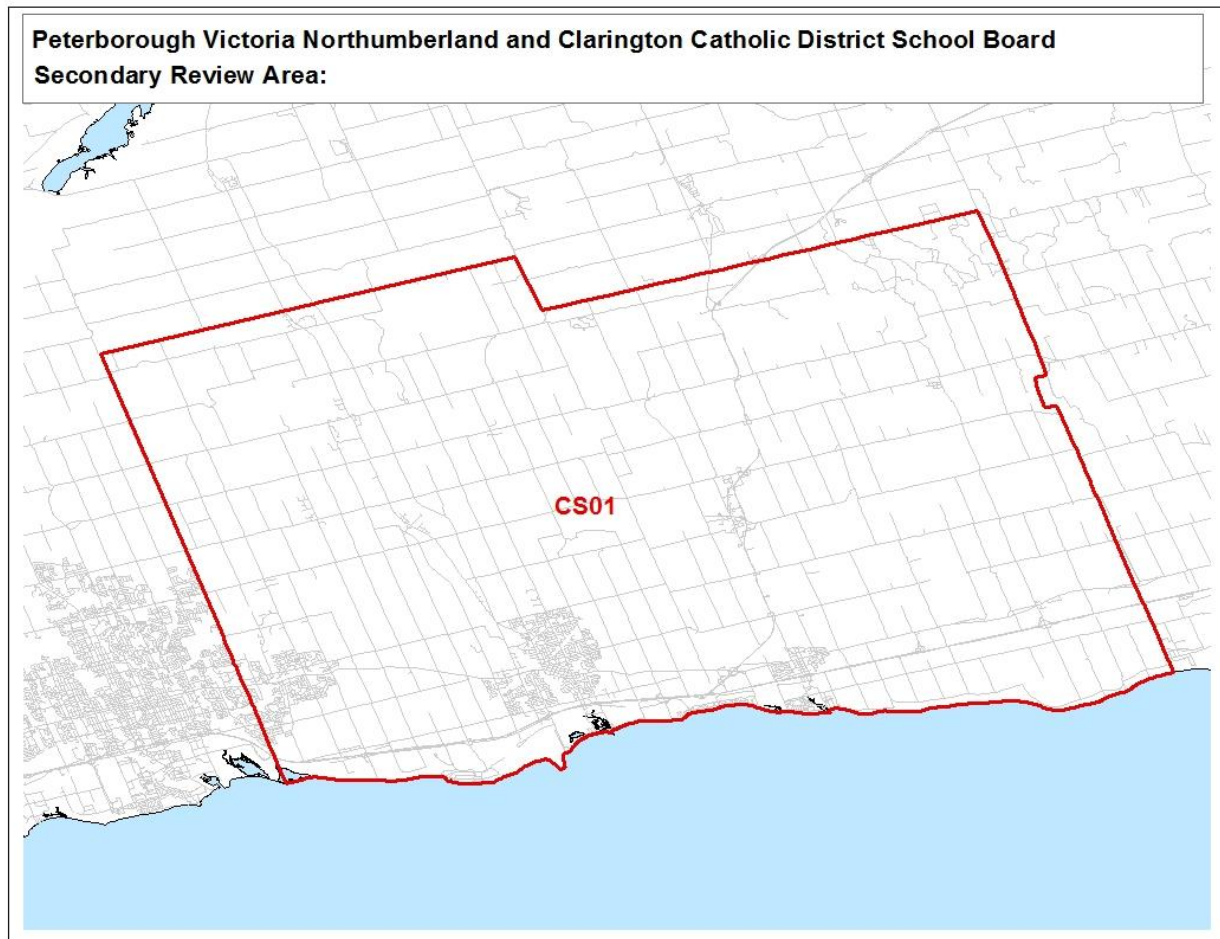 Peterborough Victoria Northumberland and Clarington Catholic District School Board
Secondary Review Area:
CS01